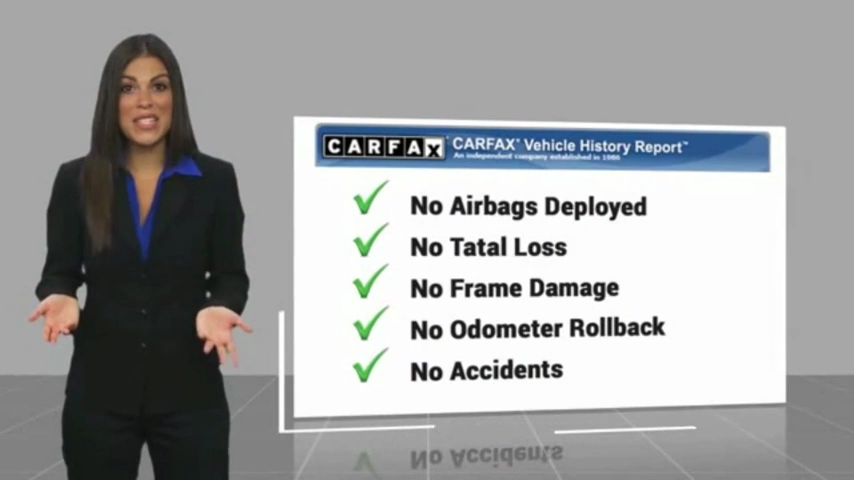 CARFAX CARFAX® Vehicle History Report™
An independent company established in 1986
No Airbags Deployed
No Tatal Loss
No Frame Damage
No Odometer Rollback
No Accidents
No Accidents